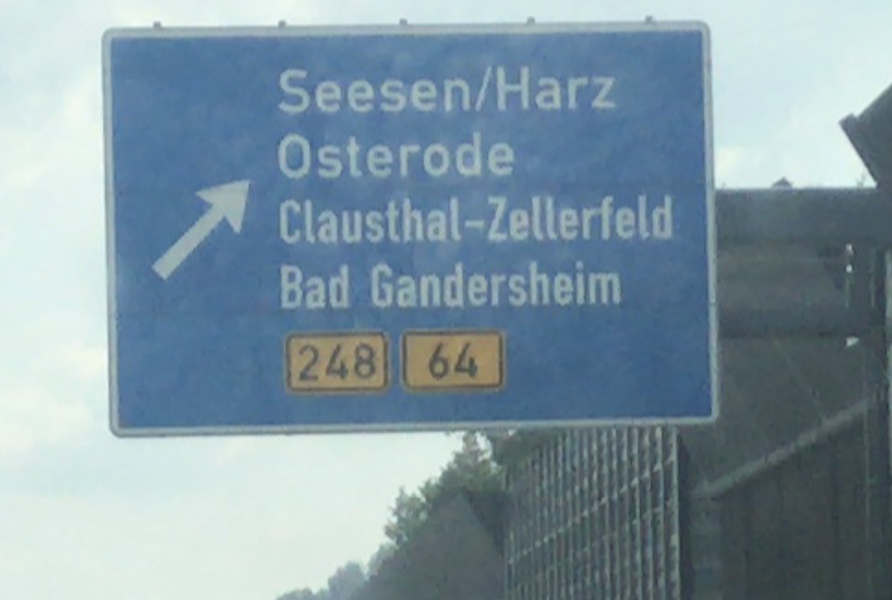 Seesen/Harz
Osterode
Clausthal-Zellerfeld
Bad Gandersheim
248 64